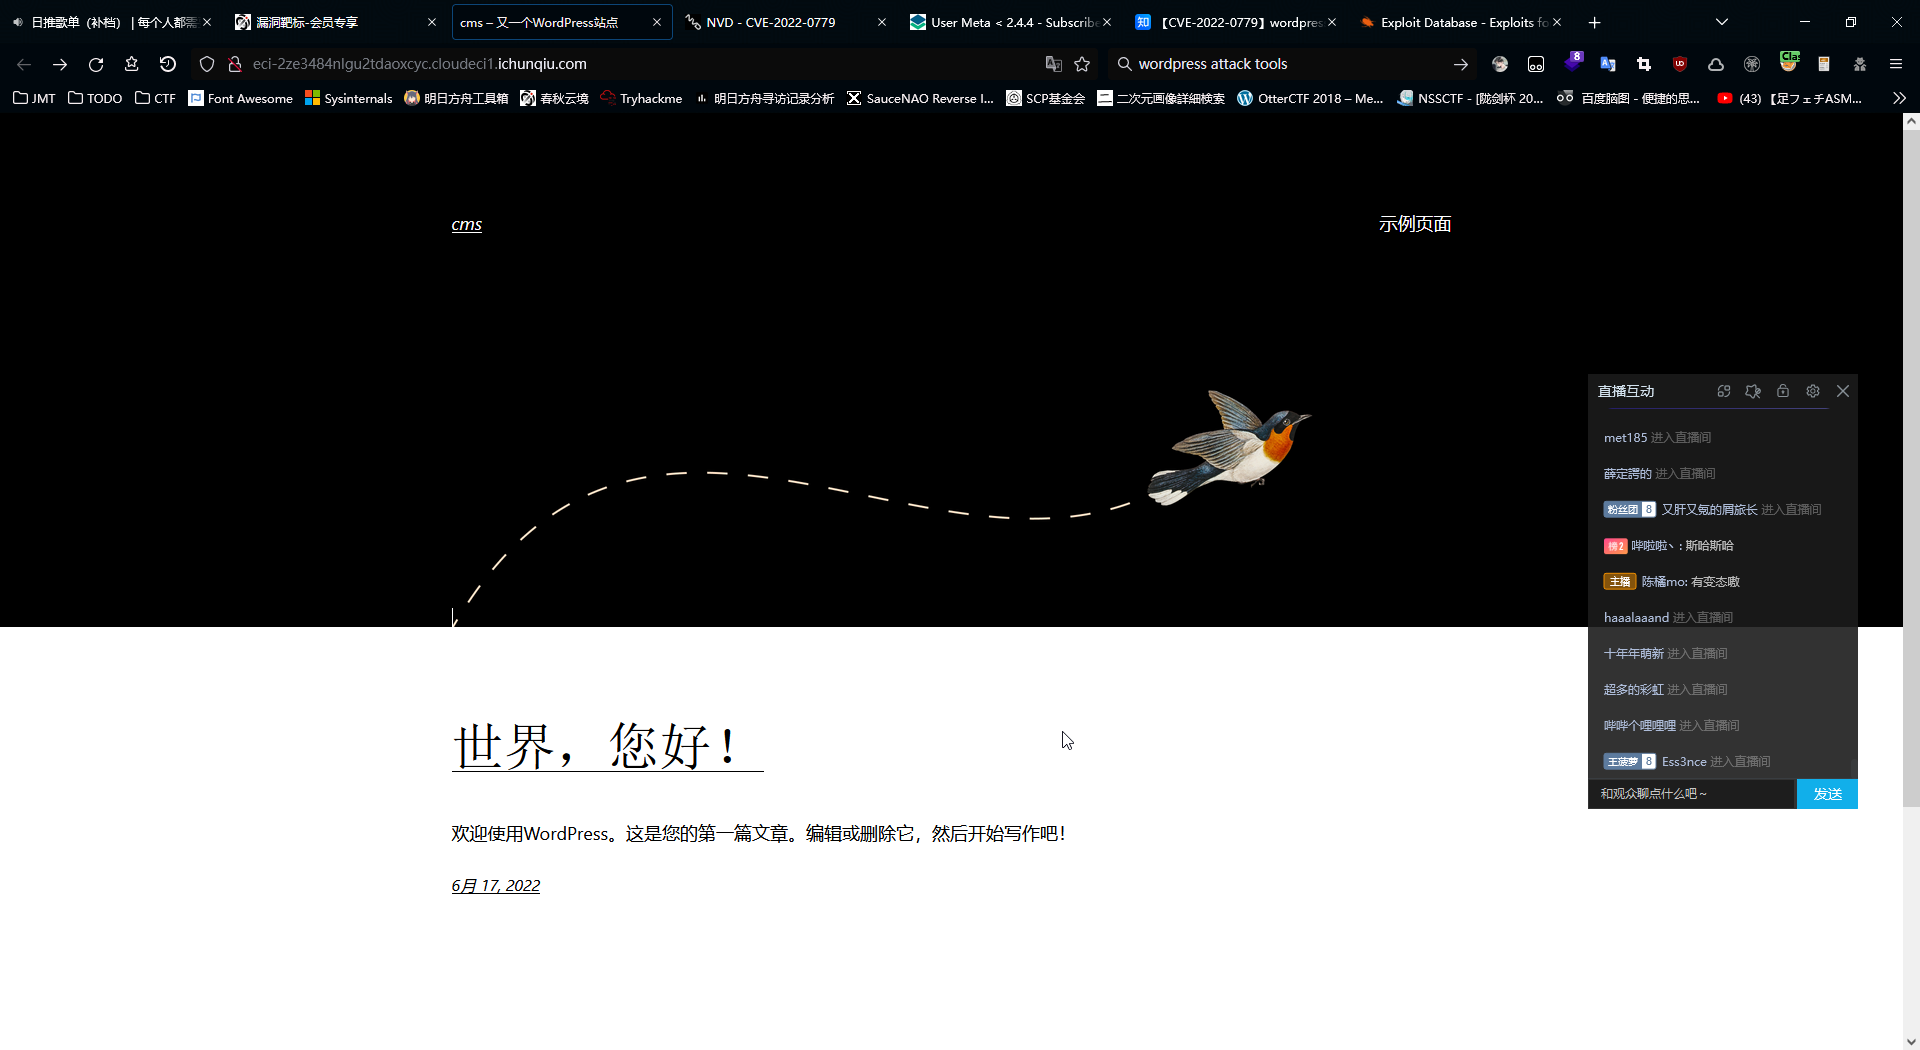 日推歌单（补档） | 每个人都需
漏洞靶标-会员专享
cms – 又一个WordPress站点
NVD - CVE-2022-0779
User Meta < 2.4.4 - Subscribe
【CVE-2022-0779】wordpres
Exploit Database - Exploits fo
eci-2ze3484nlgu2tdaoxcyc.cloudeci1.ichunqiu.com
wordpress attack tools
8
JMT
TODO
CTF
Font Awesome
Sysinternals
明日方舟工具箱
春秋云境
Tryhackme
明日方舟寻访记录分析
SauceNAO Reverse I...
SCP基金会
二次元画像詳細検索
OtterCTF 2018 – Me...
NSSCTF - [陇剑杯 20...
百度脑图 - 便捷的思...
(43) 【足フェチASM...
cms
示例页面
直播互动
met185 进入直播间
薛定諤的 进入直播间
粉丝团 8 又肝又氪的屑旅长 进入直播间
榜2 哔啦啦丶: 斯哈斯哈
主播 陈橘mo: 有变态嗷
haaalaaand 进入直播间
十年年萌新 进入直播间
超多的彩虹 进入直播间
哔哔个哩哩哩 进入直播间
王菠萝 8 Ess3nce 进入直播间
和观众聊点什么吧～
发送
世界，您好！
欢迎使用WordPress。这是您的第一篇文章。编辑或删除它，然后开始写作吧！
6月 17, 2022